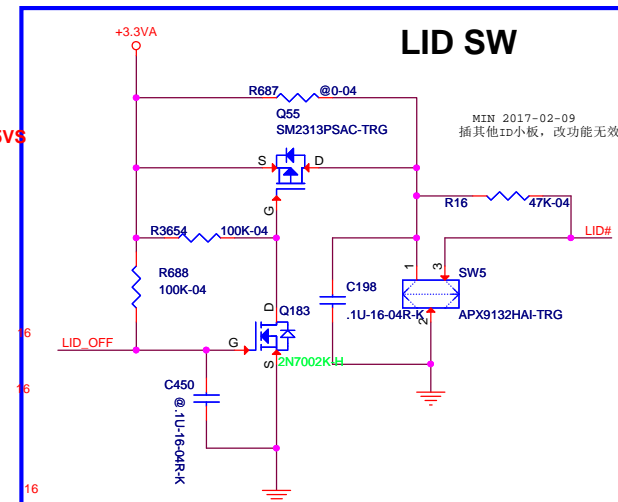 LID SW
+3.3VA
R687 @0-04
Q55
SM2313PSAC-TRG
MIN 2017-02-09
插其他ID小板，改功能无效
5VS
S D
G
R16 47K-04
R3654 100K-04
LID#
R688
100K-04
1 3
SW5
C198
.1U-16-04R-K
APX9132HAI-TRG
2
D Q183
16
LID_OFF G
S 2N7002K-H
C450
@.1U-16-04R-K
16
16